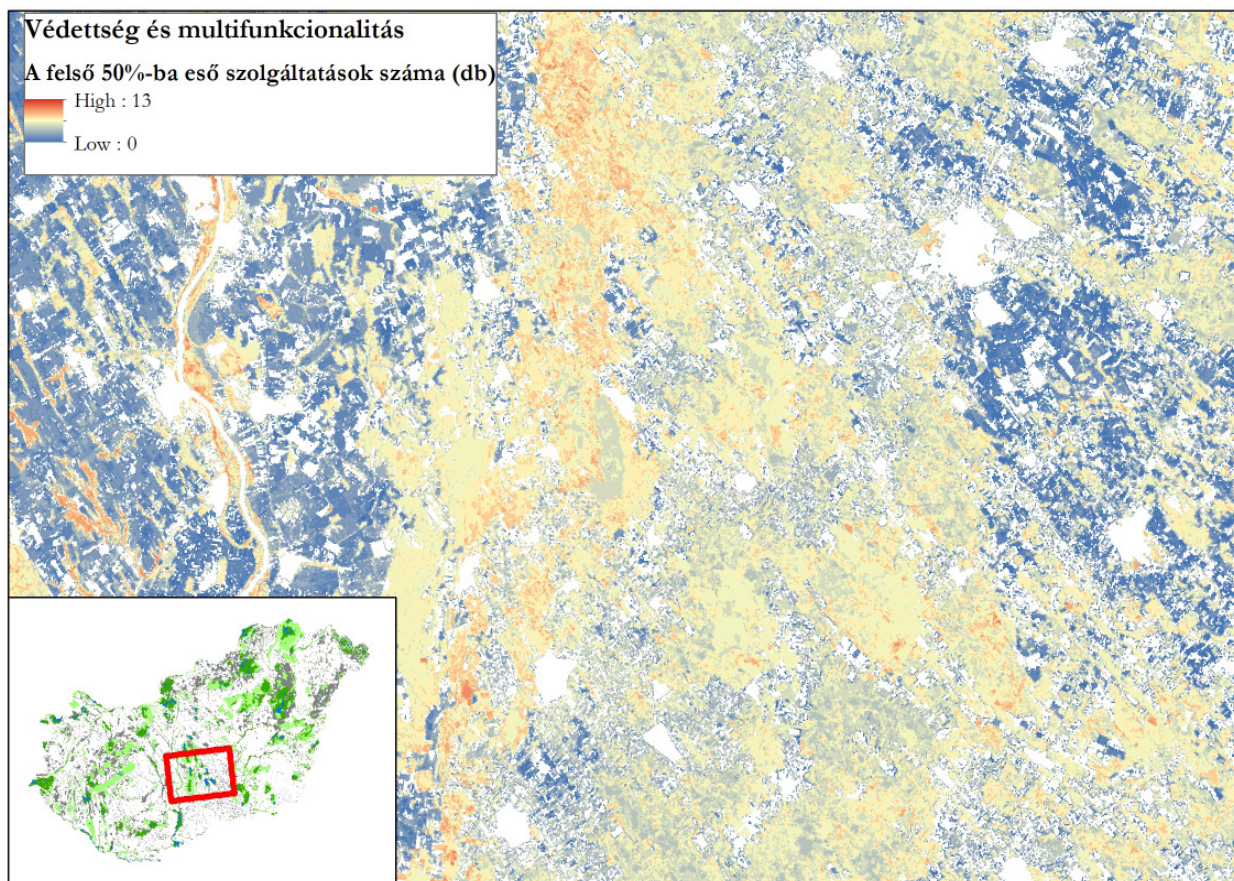 Védettség és multifunkcionalitás
A felső 50%-ba eső szolgáltatások száma (db)
High : 13
Low : 0